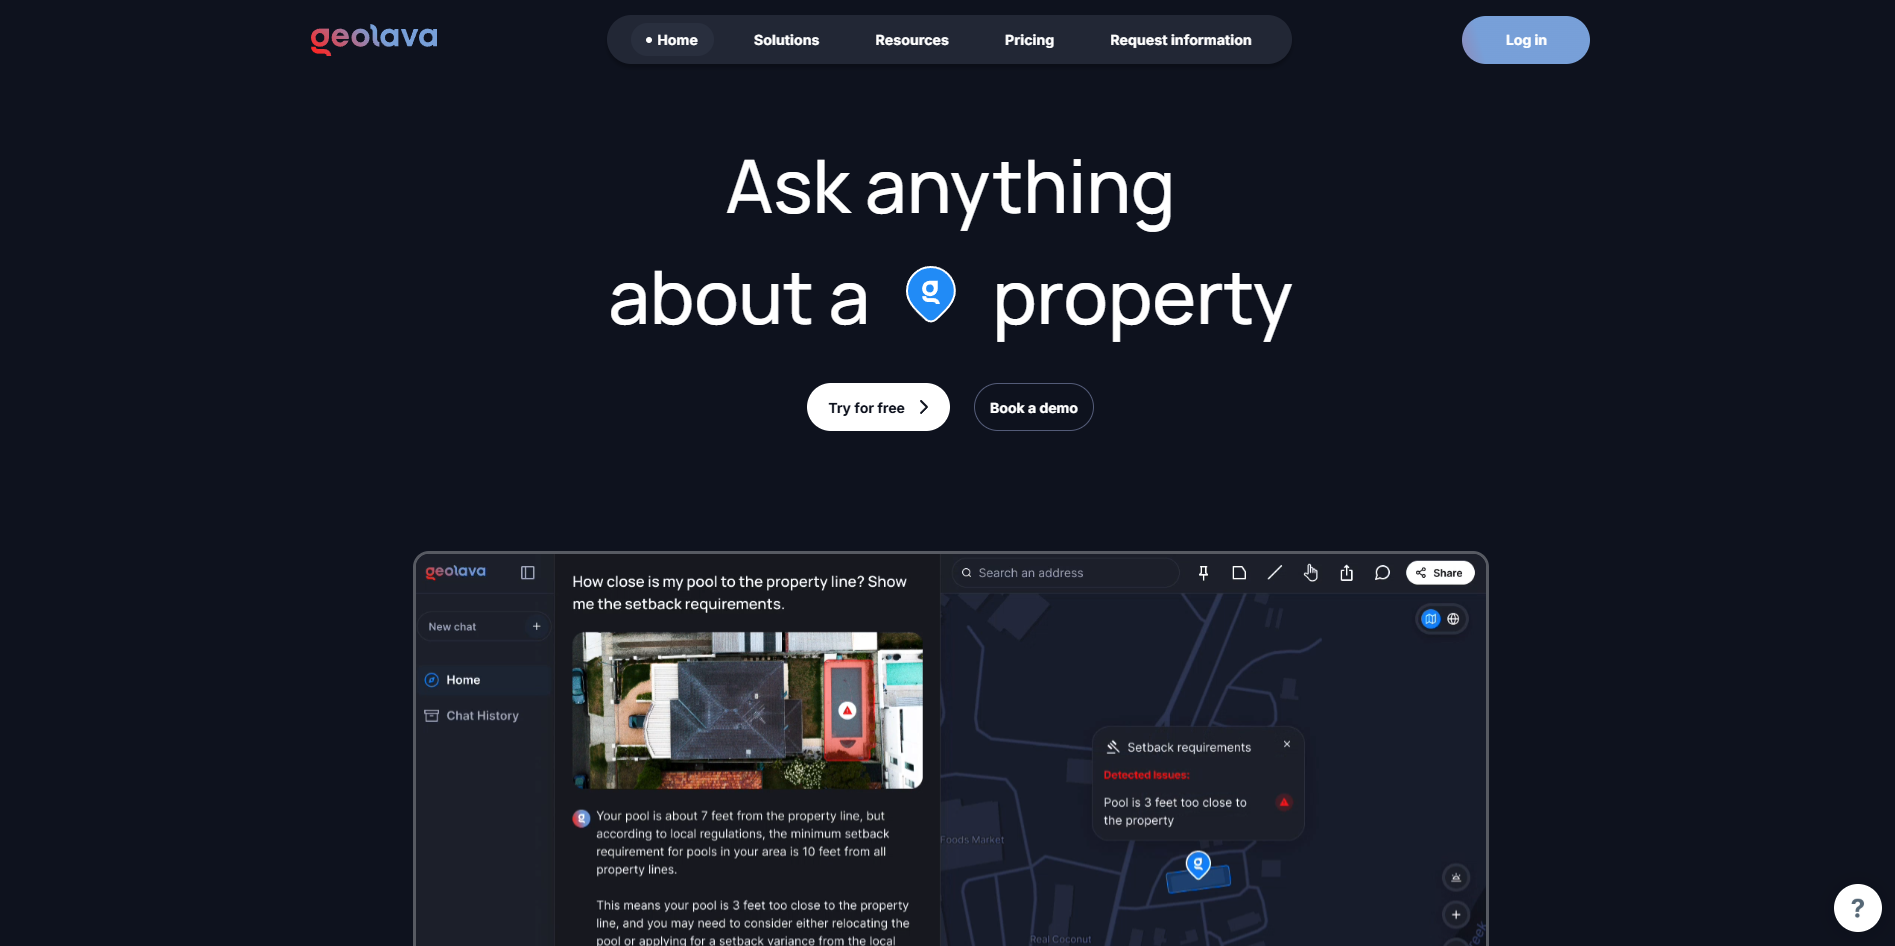 geolava
Home
Solutions
Resources
Pricing
Request information
Log in
Ask anything
about a g property
Try for free
Book a demo
geolava
New chat +
Home
Chat History
How close is my pool to the property line? Show
me the setback requirements.
g Your pool is about 7 feet from the property line, but
according to local regulations, the minimum setback
requirement for pools in your area is 10 feet from all
property lines.
This means your pool is 3 feet too close to the property
line, and you may need to consider either relocating the
pool or applying for a setback variance from the local
Search an address
Share
Setback requirements
Detected Issues:
Pool is 3 feet too close to
the property
Foods Market
g
Real Coconut
+
?